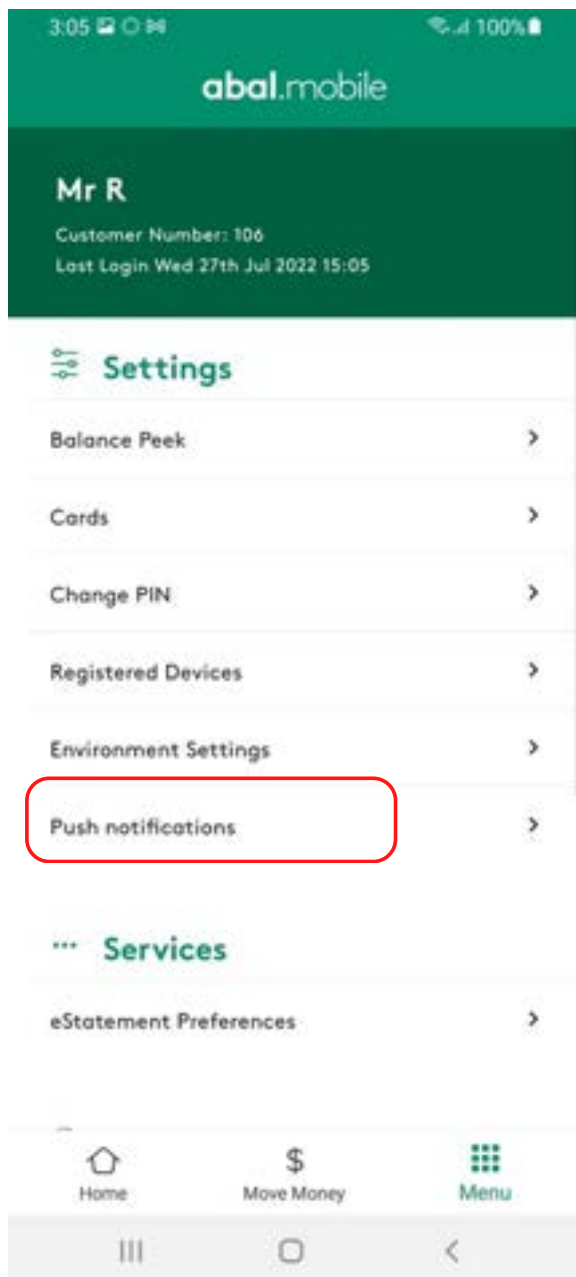 3:05 100%
abal.mobile
Mr R
Customer Number: 106
Last Login Wed 27th Jul 2022 15:05
Settings
Balance Peek
Cards
Change PIN
Registered Devices
Environment Settings
Push notifications
Services
eStatement Preferences
Home Move Money Menu